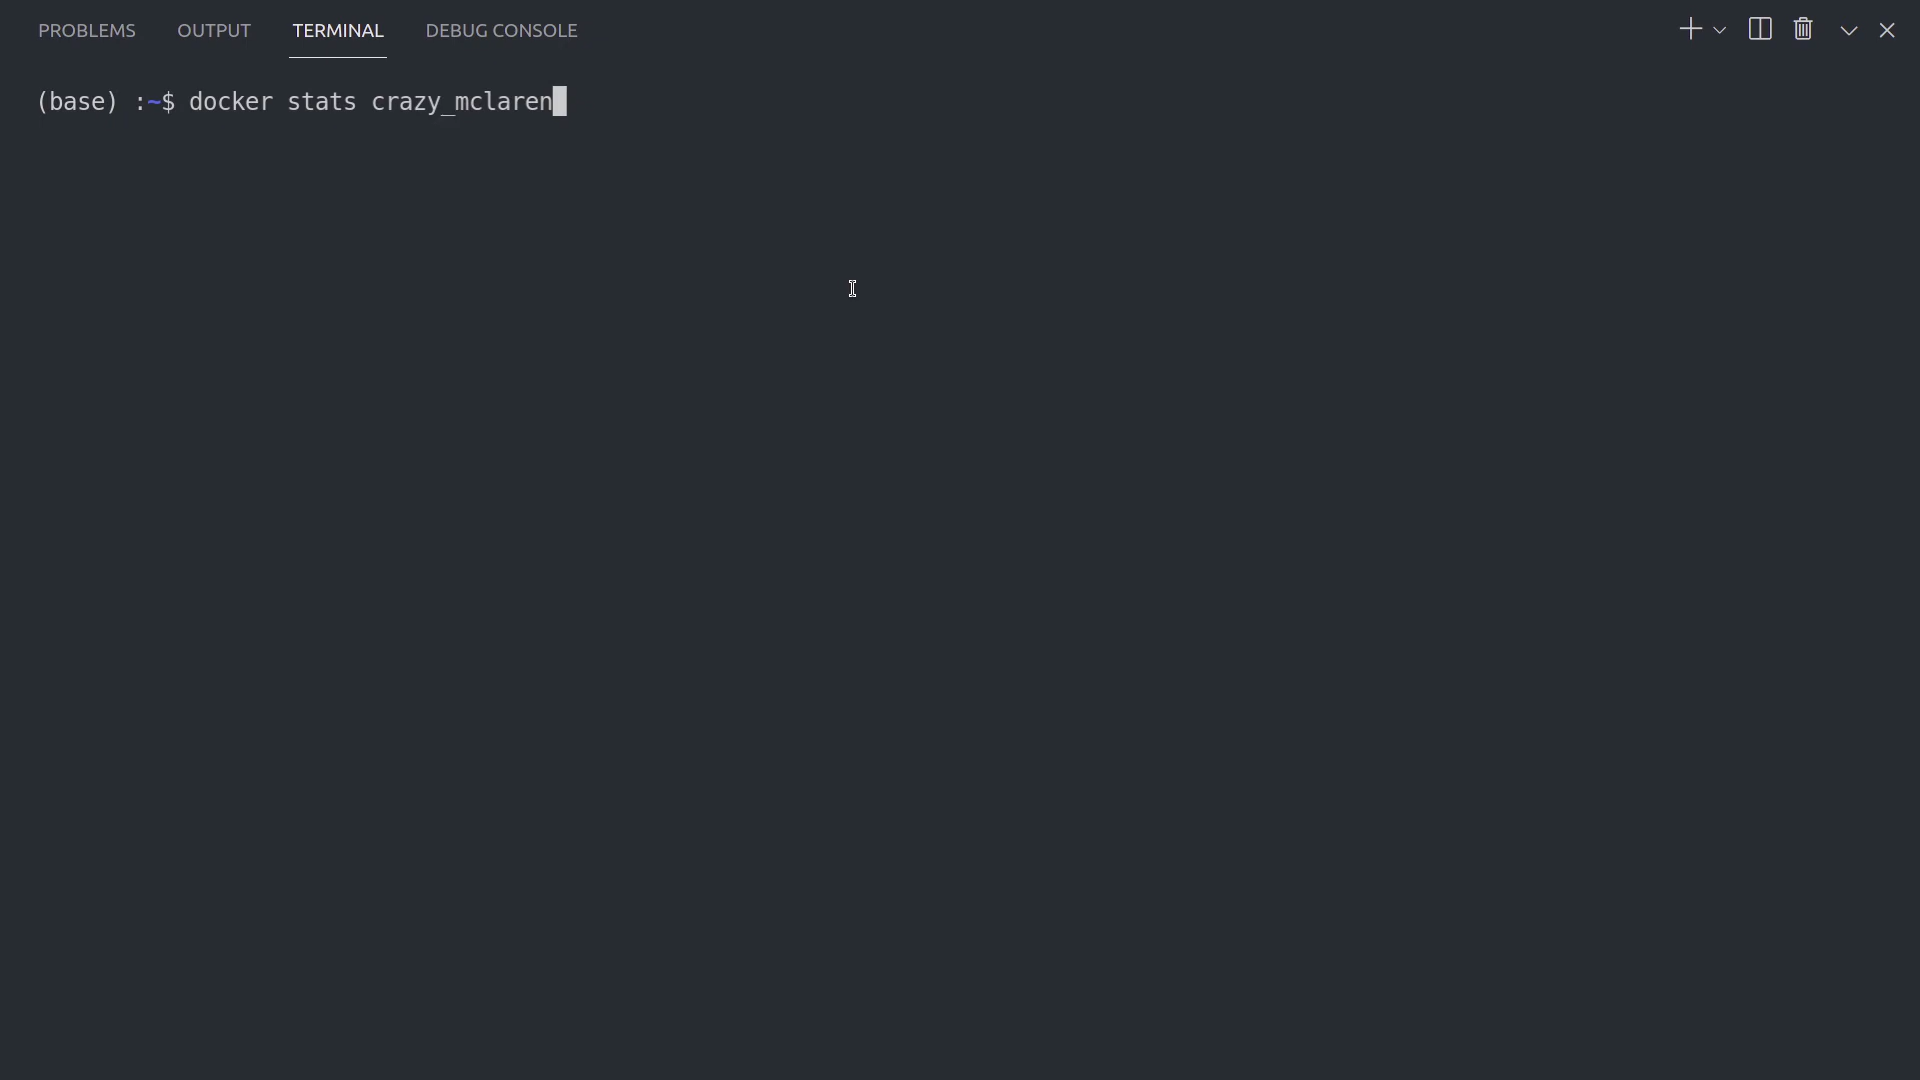 PROBLEMS OUTPUT TERMINAL DEBUG CONSOLE
(base) :~$ docker stats crazy_mclaren